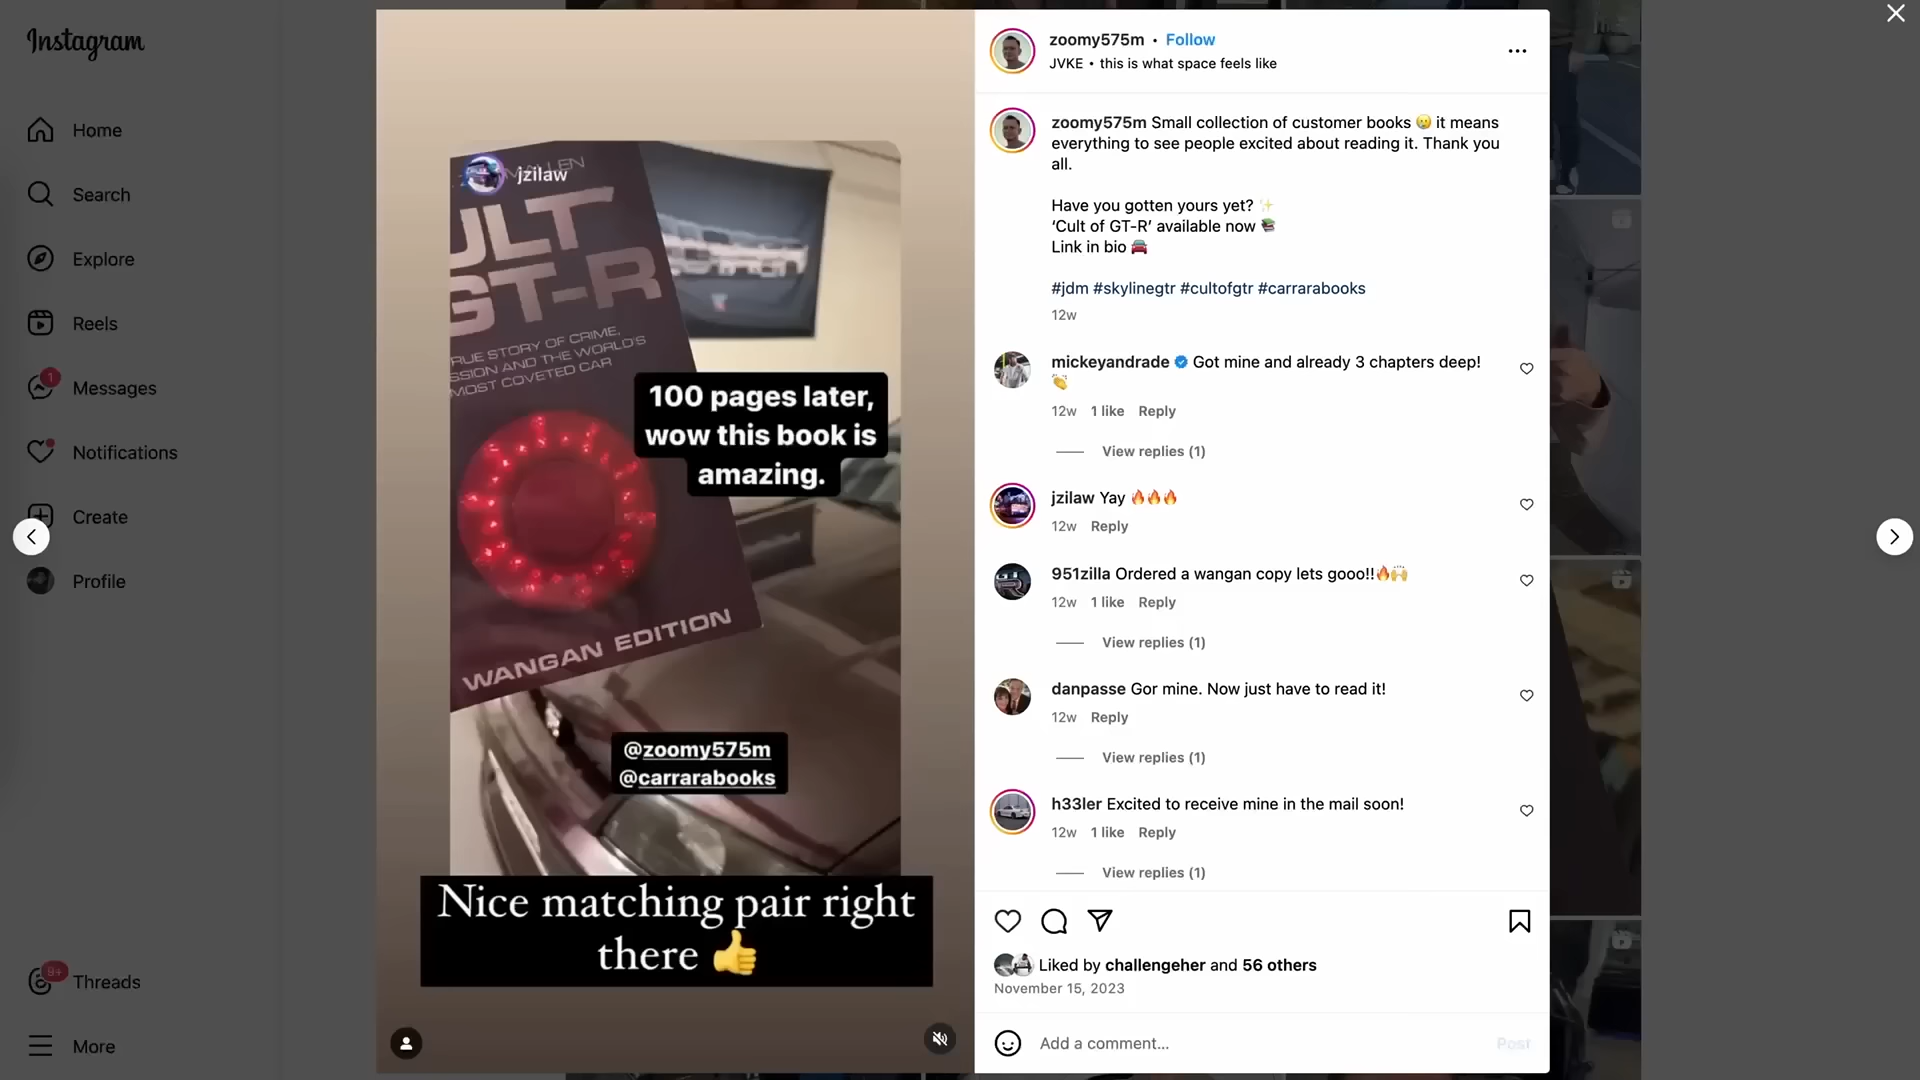 Instagram
Home
Search
Explore
Reels
1
Messages
Notifications
Create
Profile
9+
Threads
More
jzilaw
ULT
GT-R
RUE STORY OF CRIME,
SSION AND THE WORLD'S
MOST COVETED CAR
WANGAN EDITION
100 pages later,
wow this book is
amazing.
@zoomy575m
@carrarabooks
Nice matching pair right
there 👍
zoomy575m • Follow
JVKE • this is what space feels like
zoomy575m Small collection of customer books 🥲 it means
everything to see people excited about reading it. Thank you
all.
Have you gotten yours yet? ✨
‘Cult of GT-R’ available now 📚
Link in bio 🚘
#jdm #skylinegtr #cultofgtr #carrarabooks
12w
mickeyandrade Got mine and already 3 chapters deep!
👏
12w 1 like Reply
View replies (1)
jzilaw Yay 🔥🔥🔥
12w Reply
951zilla Ordered a wangan copy lets gooo!!🔥🙌
12w 1 like Reply
View replies (1)
danpasse Gor mine. Now just have to read it!
12w Reply
View replies (1)
h33ler Excited to receive mine in the mail soon!
12w 1 like Reply
View replies (1)
Liked by challengeher and 56 others
November 15, 2023
Add a comment...
Post